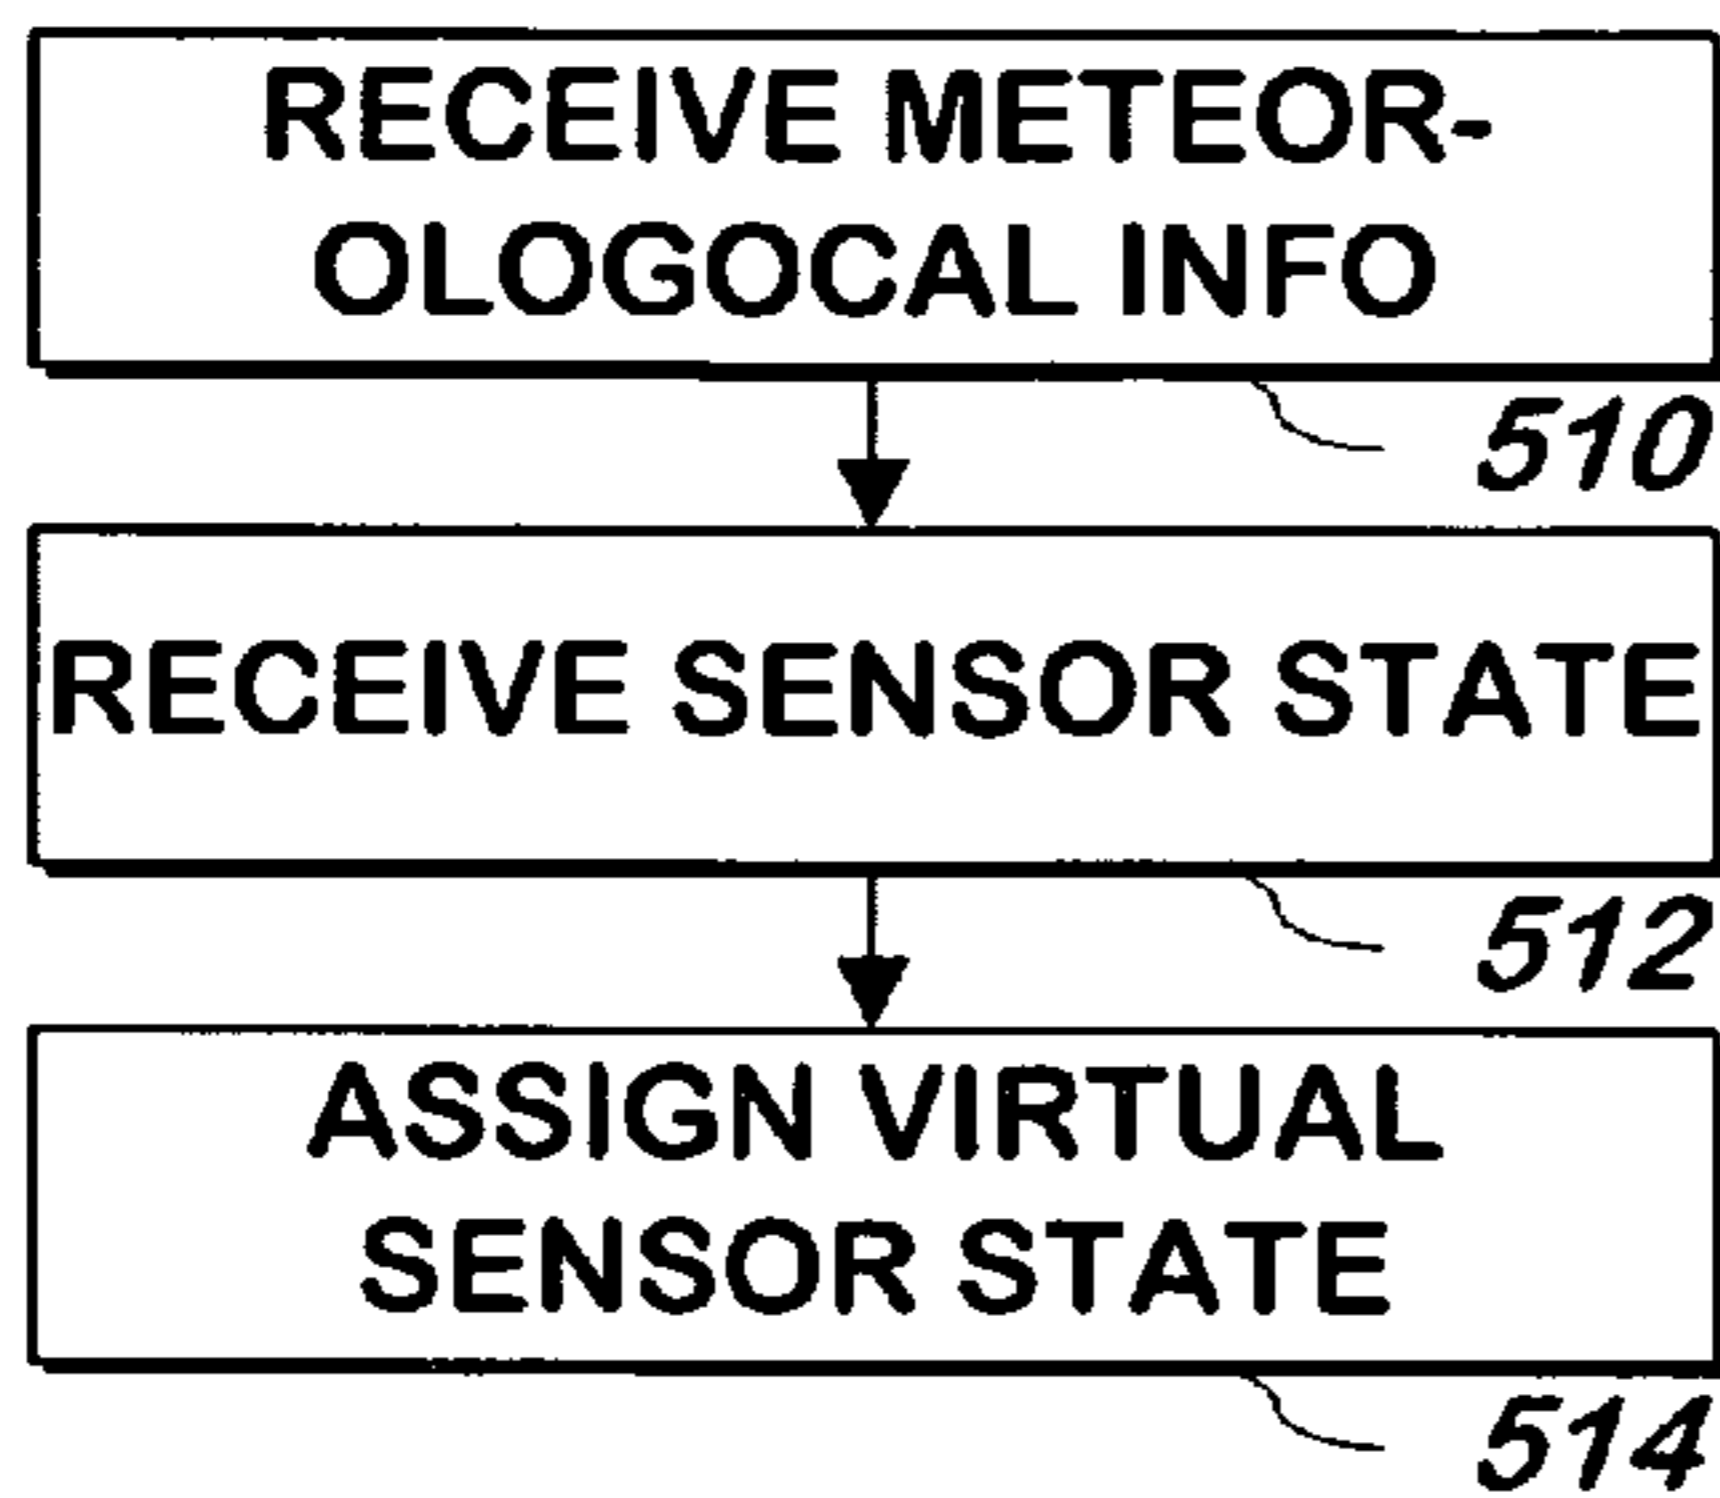 RECEIVE METEOR-
OLOGOCAL INFO
510
RECEIVE SENSOR STATE
512
ASSIGN VIRTUAL
SENSOR STATE
514